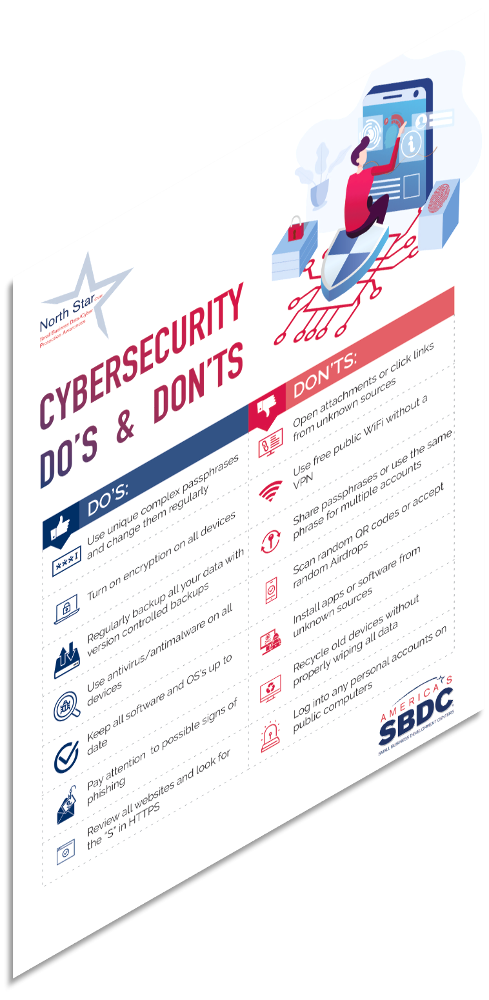 North Star CSM
Small Business Data/Cyber
Protection Awareness
CYBERSECURITY
DO'S & DON'TS
DO'S:
***I
Use unique complex passphrases
and change them regularly
Turn on encryption on all devices
Regularly backup all your data with
version controlled backups
Use antivirus/antimalware on all
devices
Keep all software and OS's up to
date
Pay attention to possible signs of
phishing
Review all websites and look for
the "S" in HTTPS
DON'TS:
Open attachments or click links
from unknown sources
Use free public WiFi without a
VPN
Share passphrases or use the same
phrase for multiple accounts
Scan random QR codes or accept
random Airdrops
Install apps or software from
unknown sources
Recycle old devices without
properly wiping all data
Log into any personal accounts on
public computers
i
AMERICA'S
SBDC
SMALL BUSINESS DEVELOPMENT CENTERS